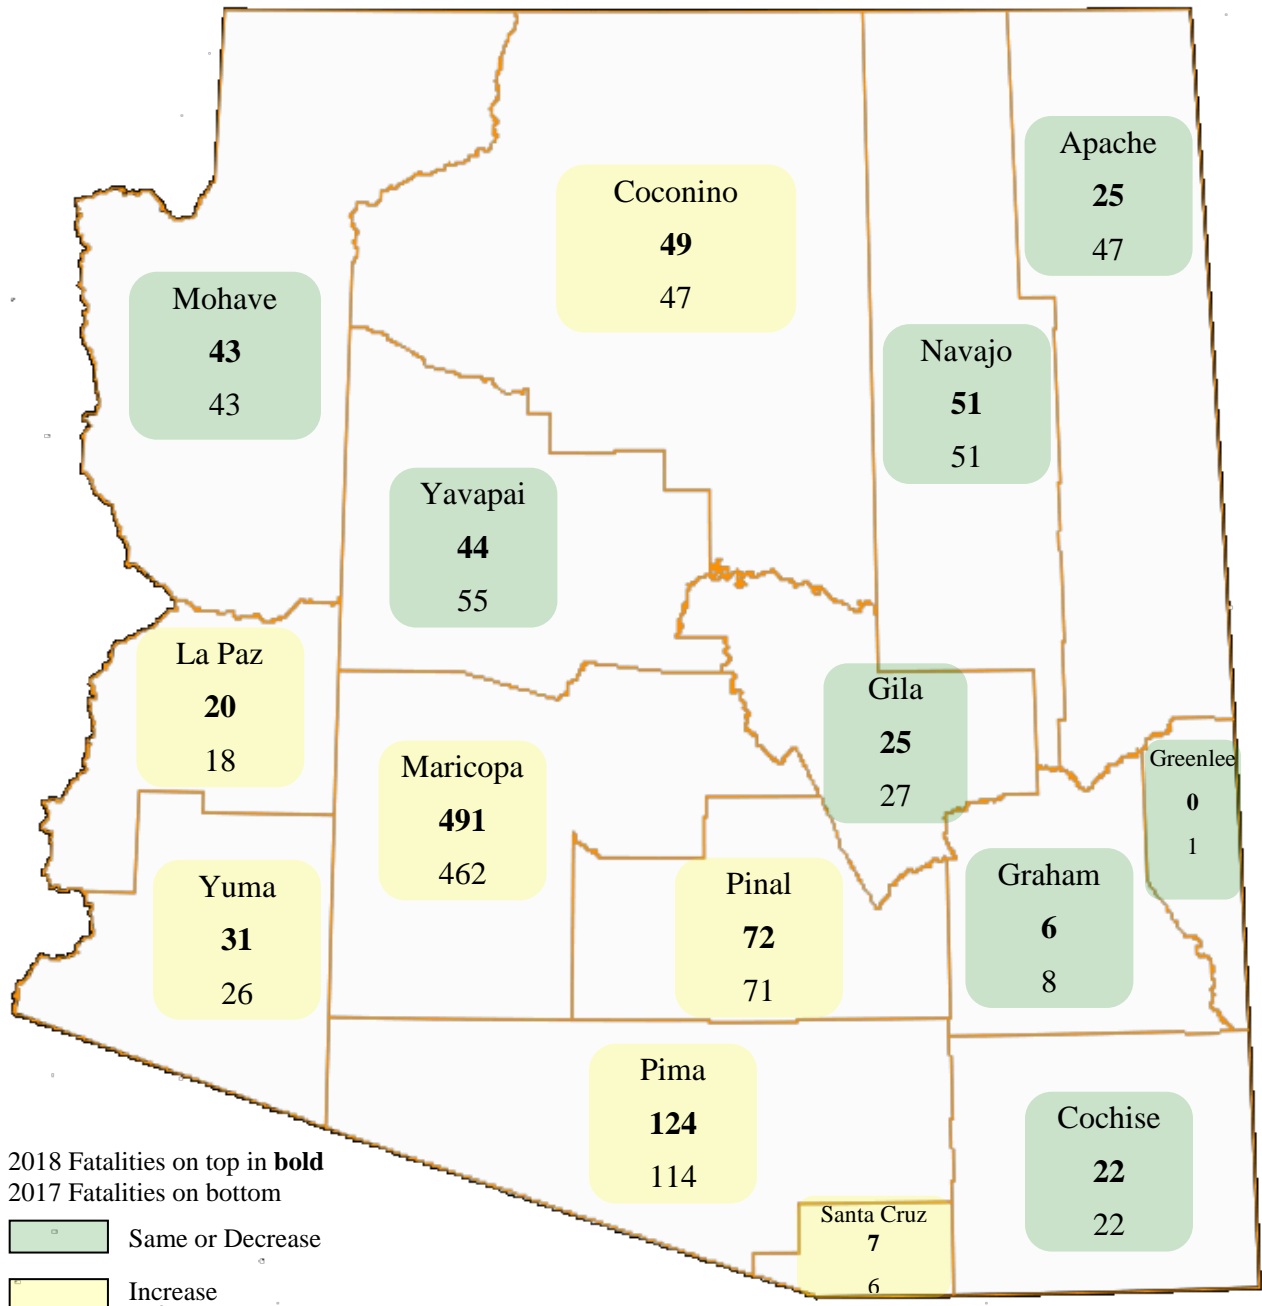 Apache
25
47
Coconino
49
47
Mohave
43
43
Navajo
51
51
Yavapai
44
55
La Paz
20
18
Gila
25
27
Maricopa
491
462
Greenlee
0
1
Yuma
31
26
Pinal
72
71
Graham
6
8
Pima
124
114
Cochise
22
22
Santa Cruz
7
6
2018 Fatalities on top in bold
2017 Fatalities on bottom
Same or Decrease
Increase